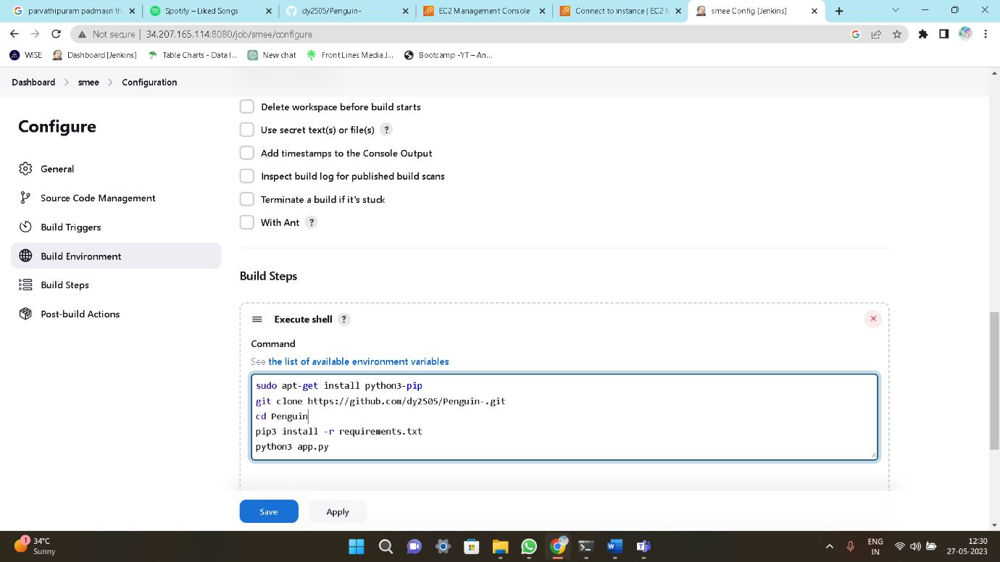 parvathipuram padmasri th
Spotify – Liked Songs
dy2505/Penguin-
EC2 Management Console
Connect to instance | EC2 M
smee Config [Jenkins]
Not secure
34.207.165.114:8080/job/smee/configure
WISE
Dashboard [Jenkins]
Table Charts - Data I...
New chat
Front Lines Media J...
Bootcamp -YT – An...
Dashboard
smee
Configuration
Configure
General
Source Code Management
Build Triggers
Build Environment
Build Steps
Post-build Actions
Delete workspace before build starts
Use secret text(s) or file(s) ?
Add timestamps to the Console Output
Inspect build log for published build scans
Terminate a build if it's stuck
With Ant ?
Build Steps
Execute shell ?
Command
See the list of available environment variables
sudo apt-get install python3-pip
git clone https://github.com/dy2505/Penguin-.git
cd Penguin
pip3 install -r requirements.txt
python3 app.py
Save
Apply
1
34°C
Sunny
ENG
IN
12:30
27-05-2023